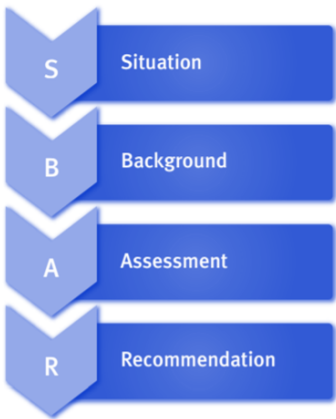 S Situation
B Background
A Assessment
R Recommendation